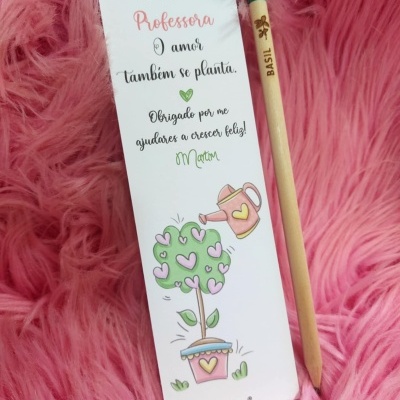 Professora
O amor
também se planta.
Obrigado por me
ajudares a crescer feliz!
Martim
BASIL